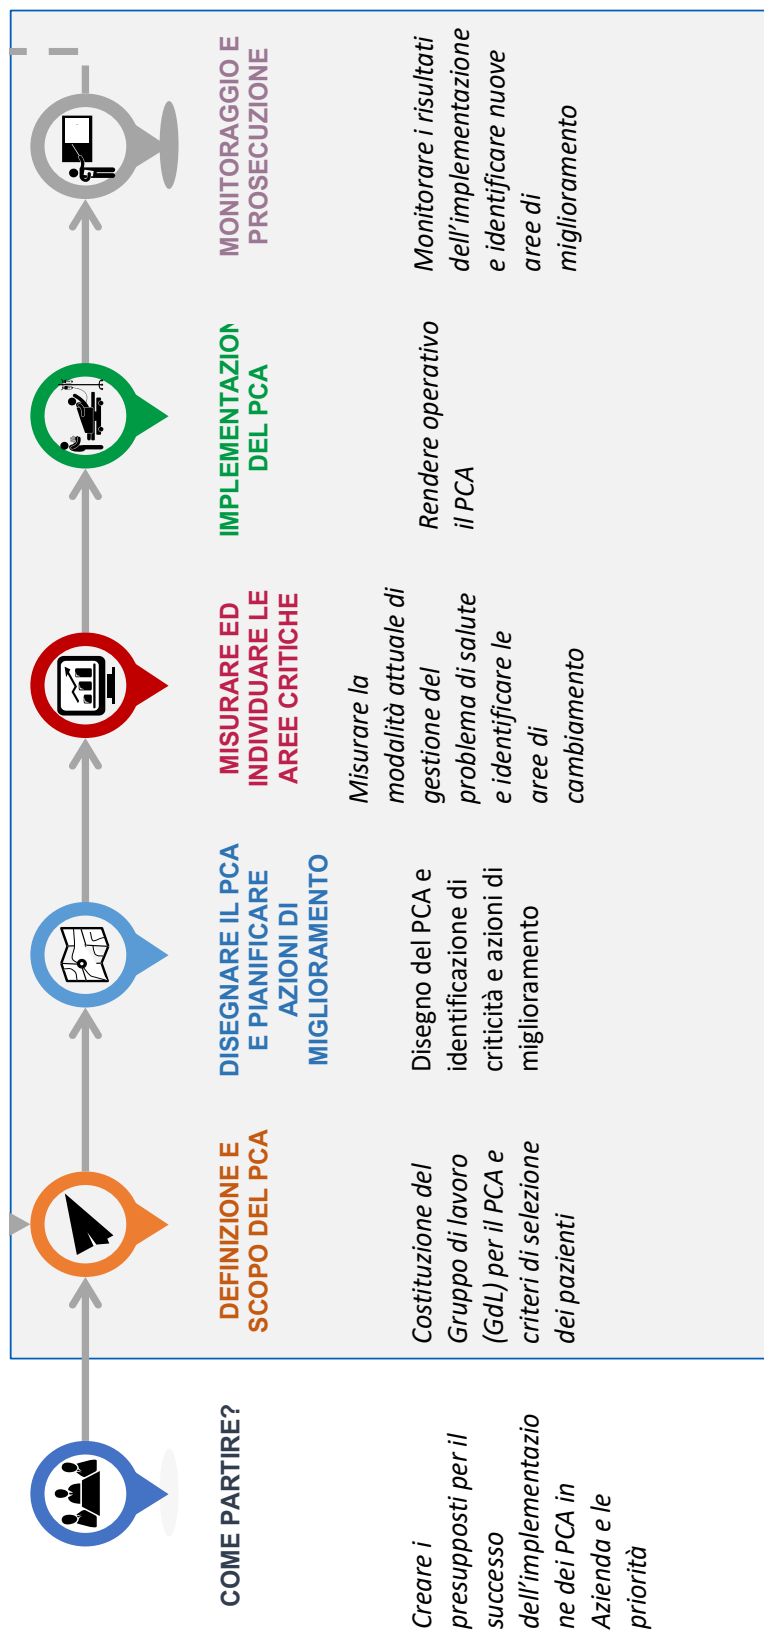 COME PARTIRE?
Creare i
presupposti per il
successo
dell'implementazio
ne dei PCA in
Azienda e le
priorità
DEFINIZIONE E
SCOPO DEL PCA
Costituzione del
Gruppo di lavoro
(GdL) per il PCA e
criteri di selezione
dei pazienti
DISEGNARE IL PCA
E PIANIFICARE
AZIONI DI
MIGLIORAMENTO
Disegno del PCA e
identificazione di
criticità e azioni di
miglioramento
MISURARE ED
INDIVIDUARE LE
AREE CRITICHE
Misurare la
modalità attuale di
gestione del
problema di salute
e identificare le
aree di
cambiamento
IMPLEMENTAZION
DEL PCA
Rendere operativo
il PCA
MONITORAGGIO E
PROSECUZIONE
Monitorare i risultati
dell'implementazione
e identificare nuove
aree di
miglioramento